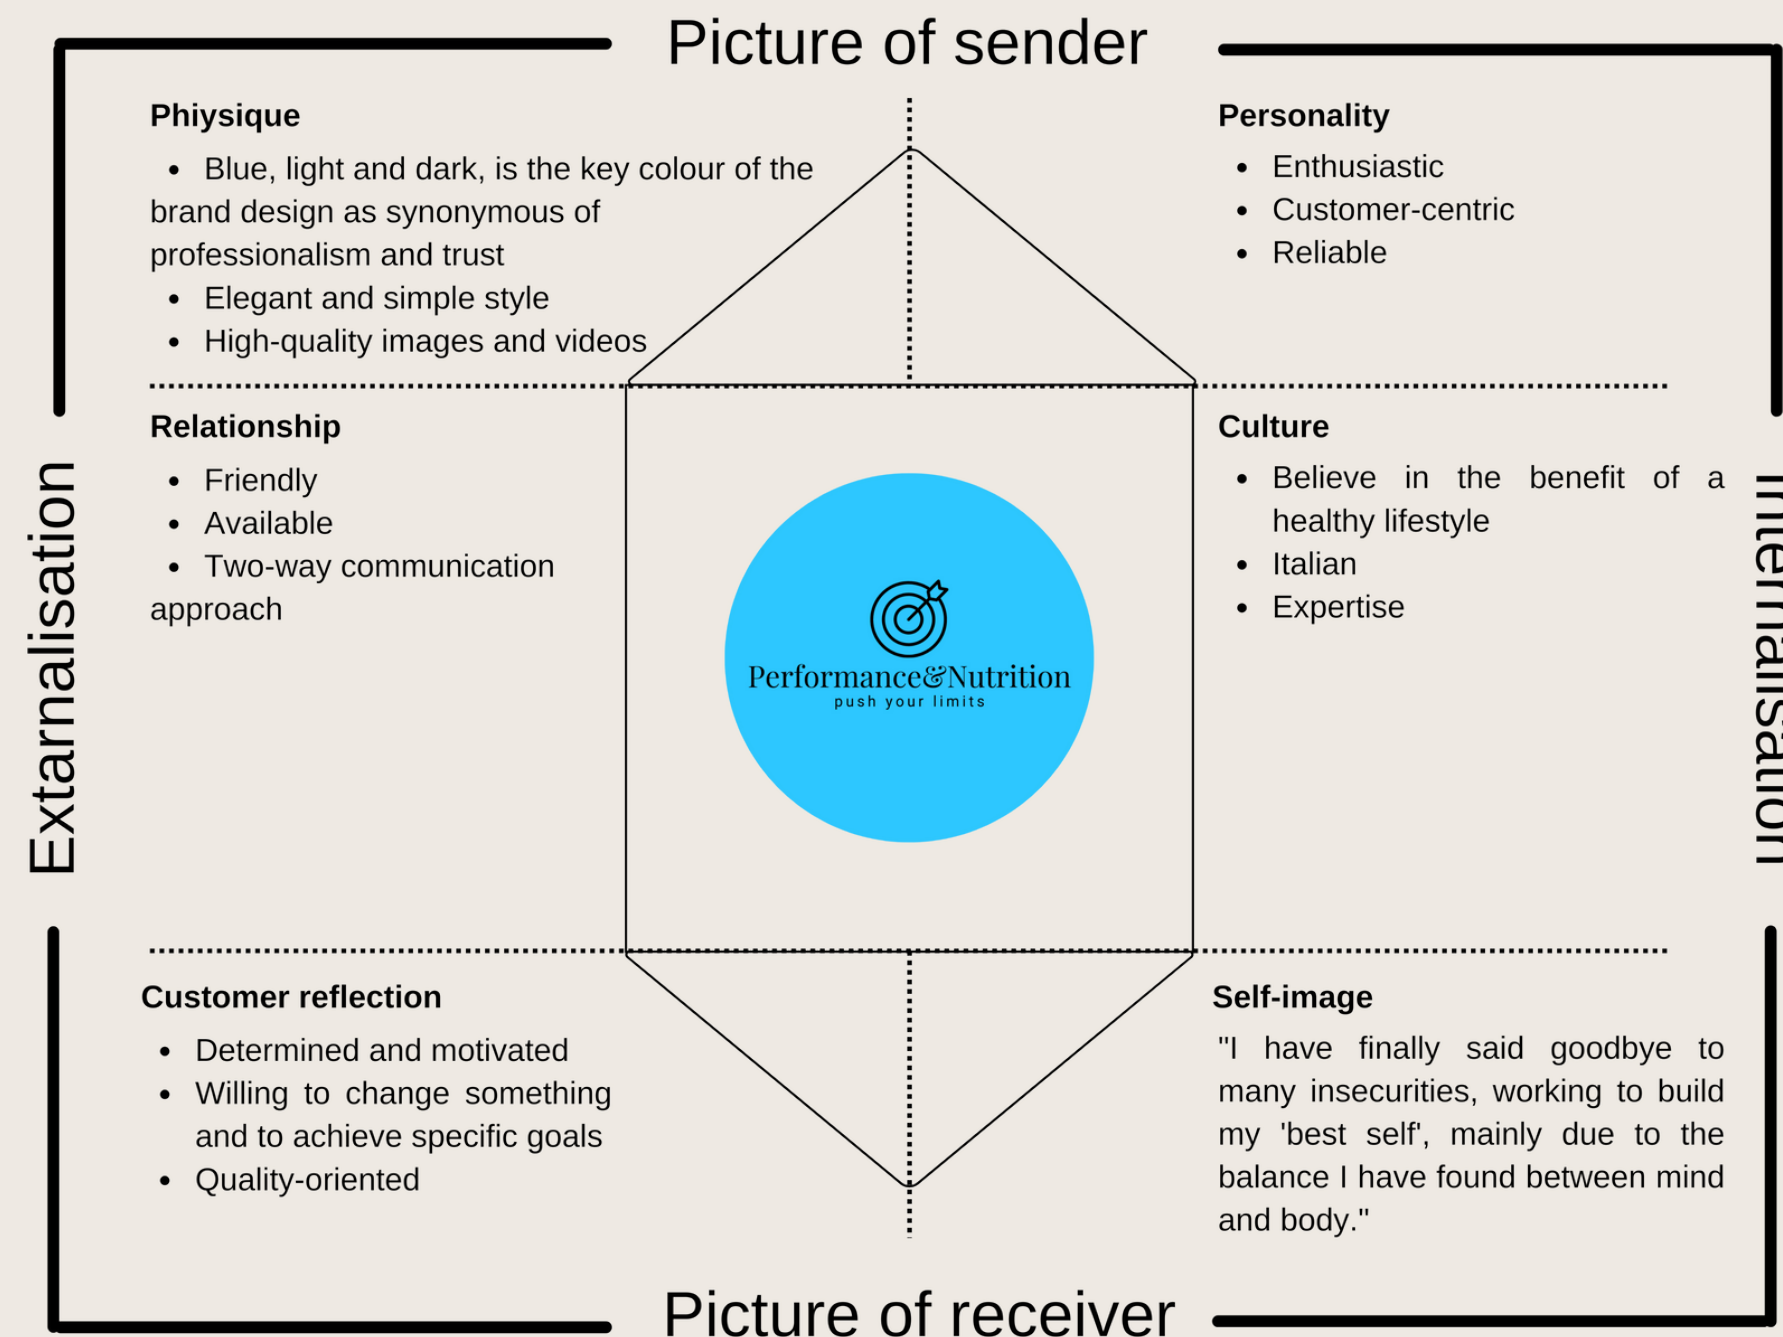 Picture of sender
Phiysique
• Blue, light and dark, is the key colour of the
brand design as synonymous of
professionalism and trust
• Elegant and simple style
• High-quality images and videos
Personality
• Enthusiastic
• Customer-centric
• Reliable
Extarnalisation
Relationship
• Friendly
• Available
• Two-way communication
approach
Performance&Nutrition
push your limits
Culture
• Believe in the benefit of a
healthy lifestyle
• Italian
• Expertise
Internalisation
Customer reflection
• Determined and motivated
• Willing to change something
and to achieve specific goals
• Quality-oriented
Self-image
"I have finally said goodbye to
many insecurities, working to build
my 'best self', mainly due to the
balance I have found between mind
and body."
Picture of receiver